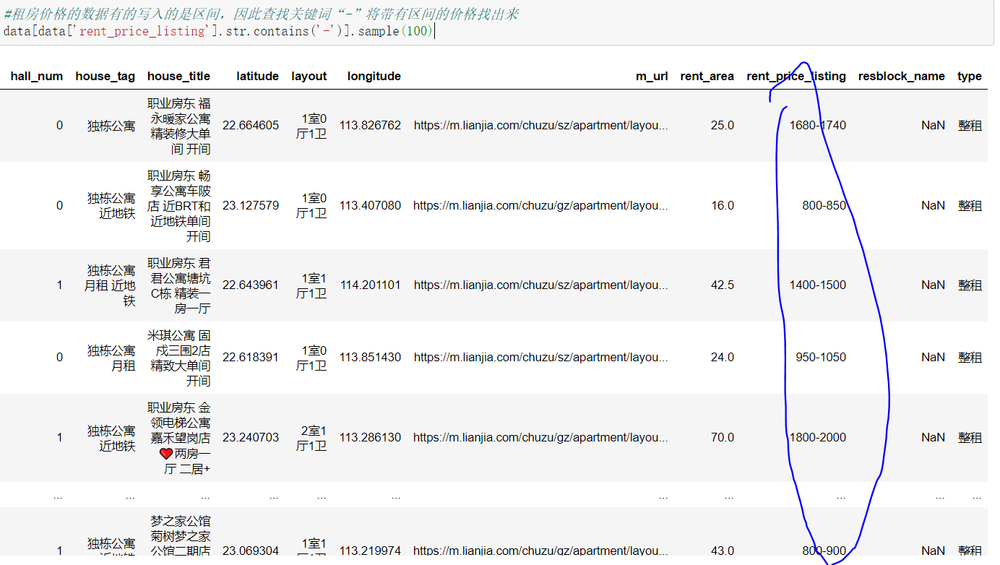 #租房价格的数据有的写入的是区间，因此查找关键词“-”将带有区间的价格找出来
data[data['rent_price_listing'].str.contains('-')].sample(100)
hall_num house_tag house_title latitude layout longitude m_url rent_area rent_price_listing resblock_name type
0 独栋公寓 职业房东 福永暖家公寓 精装修大单间 开间 22.664605 1室0厅1卫 113.826762 https://m.lianjia.com/chuzu/sz/apartment/layou... 25.0 1680-1740 NaN 整租
0 独栋公寓 近地铁 职业房东 畅享公寓车陂店 近BRT和近地铁单间 开间 23.127579 1室0厅1卫 113.407080 https://m.lianjia.com/chuzu/gz/apartment/layou... 16.0 800-850 NaN 整租
1 独栋公寓 月租 近地铁 职业房东 君君公寓塘坑C栋 精装一房一厅 22.643961 1室1厅1卫 114.201101 https://m.lianjia.com/chuzu/sz/apartment/layou... 42.5 1400-1500 NaN 整租
0 独栋公寓 月租 米琪公寓 固戍三围2店 精致大单间 开间 22.618391 1室0厅1卫 113.851430 https://m.lianjia.com/chuzu/sz/apartment/layou... 24.0 950-1050 NaN 整租
1 独栋公寓 近地铁 职业房东 金领电梯公寓 嘉禾望岗店 ❤两房一厅 二居+ 23.240703 2室1厅1卫 113.286130 https://m.lianjia.com/chuzu/gz/apartment/layou... 70.0 1800-2000 NaN 整租
... ... ... ... ... ... ... ... ... ... ...
1 独栋公寓 梦之家公馆 菊树梦之家公馆二期店 23.069304 1室1 113.219974 https://m.lianjia.com/chuzu/gz/apartment/layou... 43.0 800-900 NaN 整租